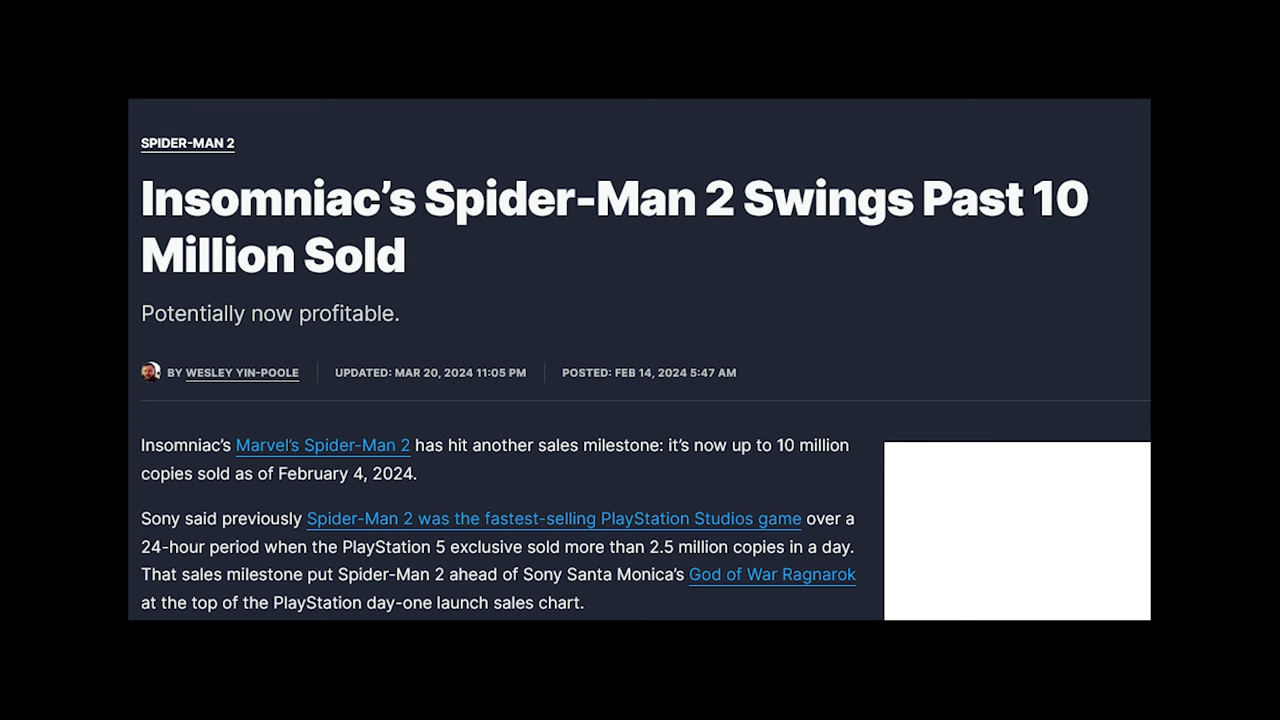 SPIDER-MAN 2
Insomniac’s Spider-Man 2 Swings Past 10
Million Sold
Potentially now profitable.
BY WESLEY YIN-POOLE UPDATED: MAR 20, 2024 11:05 PM POSTED: FEB 14, 2024 5:47 AM
Insomniac’s Marvel’s Spider-Man 2 has hit another sales milestone: it’s now up to 10 million
copies sold as of February 4, 2024.
Sony said previously Spider-Man 2 was the fastest-selling PlayStation Studios game over a
24-hour period when the PlayStation 5 exclusive sold more than 2.5 million copies in a day.
That sales milestone put Spider-Man 2 ahead of Sony Santa Monica’s God of War Ragnarok
at the top of the PlayStation day-one launch sales chart.